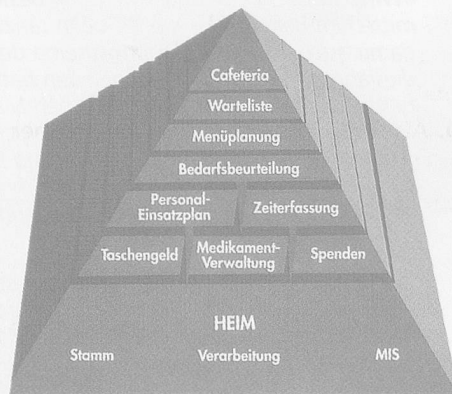 Cafeteria
Warteliste
Menüplanung
Bedarfsbeurteilung
Personal-
Einsatzplan
Zeiterfassung
Taschengeld
Medikament-
Verwaltung
Spenden
HEIM
Stamm Verarbeitung MIS